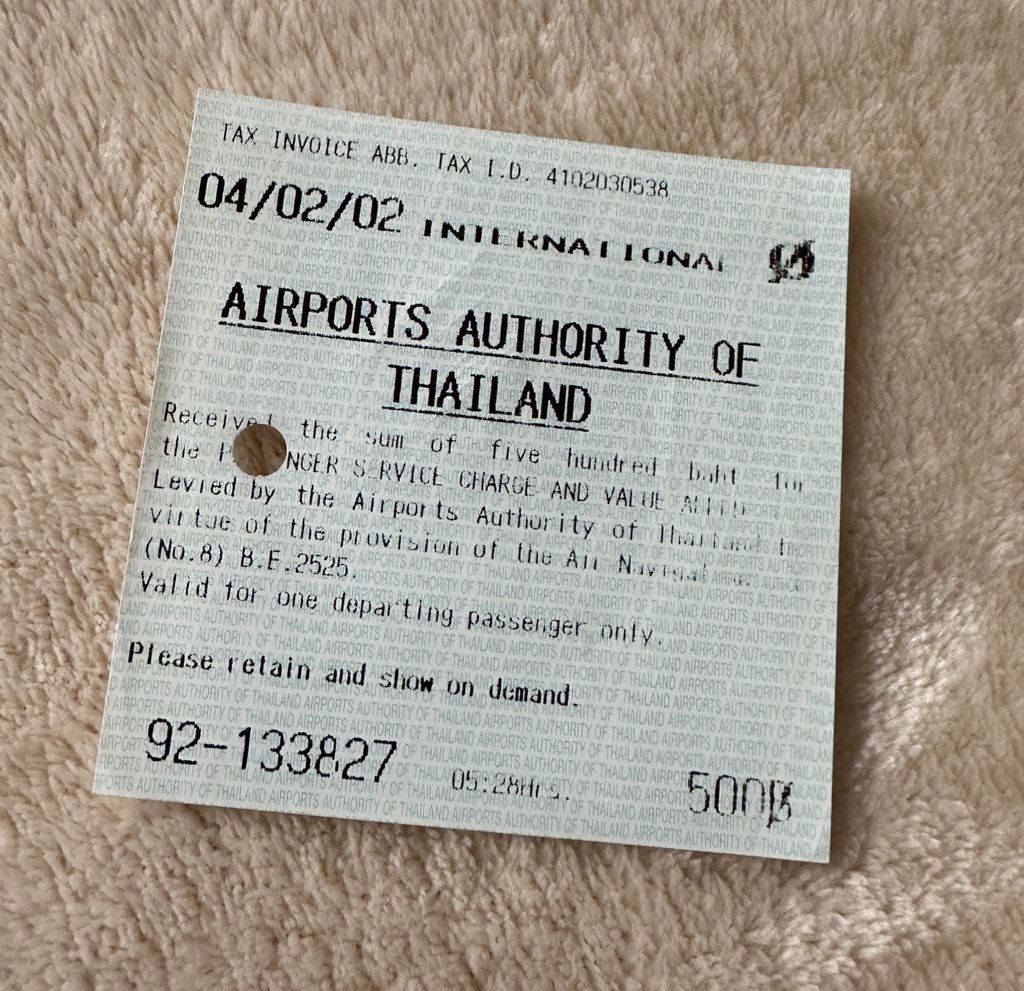 TAX INVOICE ABB. TAX I.D. 4102030538
04/02/02 INTERNATIONAL
AIRPORTS AUTHORITY OF
THAILAND
Received the sum of five hundred baht for
the SERVICE CHARGE AND VALUE ADDED
Levied by the Airports Authority of Thailand
virtue of the provision of the Air
(No.8) B.E.2525.
Valid for one departing passenger only.
Please retain and show on demand.
92-133827 05:28Hrs. 500฿